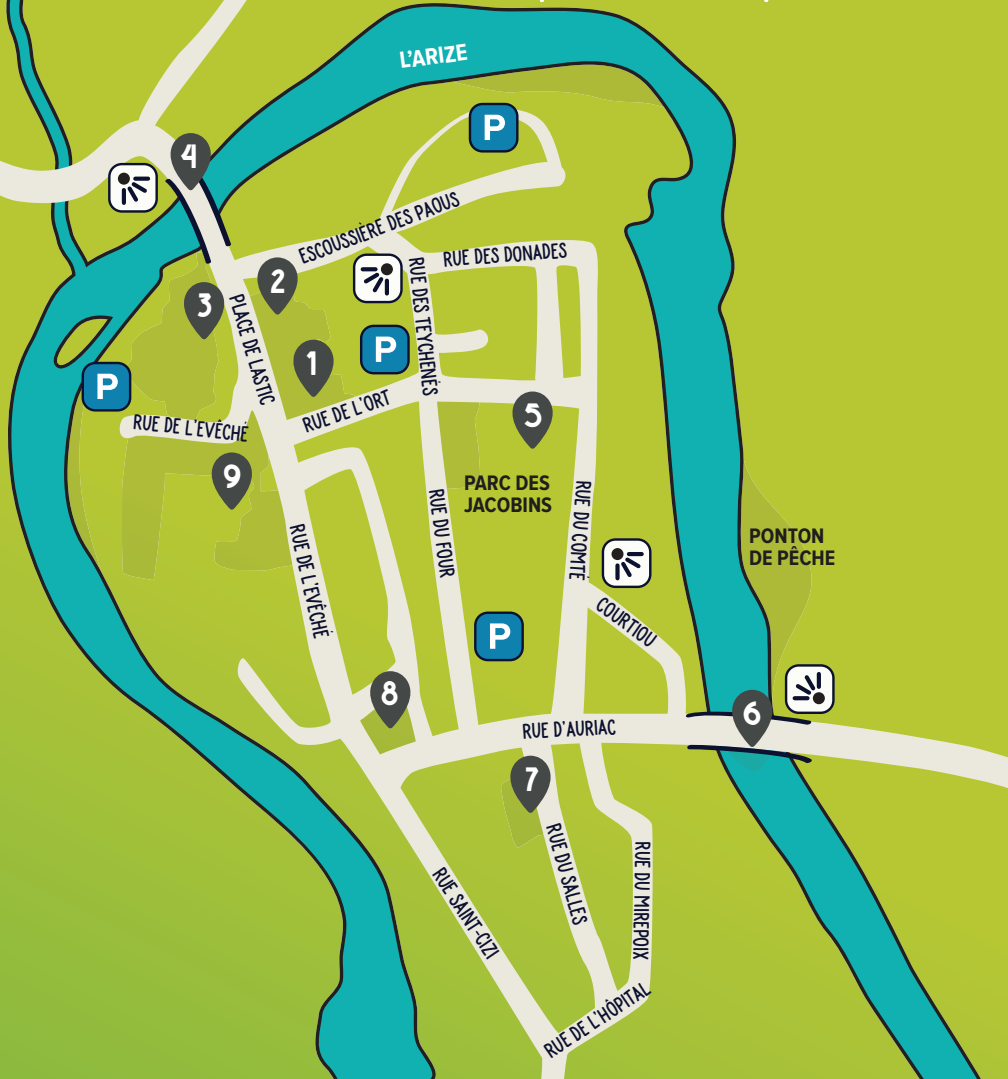 L'ARIZE
P
4
ESCOUSSIÈRE DES PAOUS
RUE DES DONADES
2
3
RUE DES TEYCHENÉS
PLACE DE LASTIC
P
1
P
RUE DE L'ORT
5
RUE DE L'EVÊCHÉ
9
PARC DES
JACOBINS
RUE DU FOUR
RUE DU COMTÉ
PONTON
DE PÊCHE
RUE DE L'EVÊCHÉ
COURTIOU
P
8
6
RUE D'AURIAC
7
RUE DU SALLES
RUE DU MIREPOIX
RUE SAINT-CIZI
RUE DE L'HÔPITAL